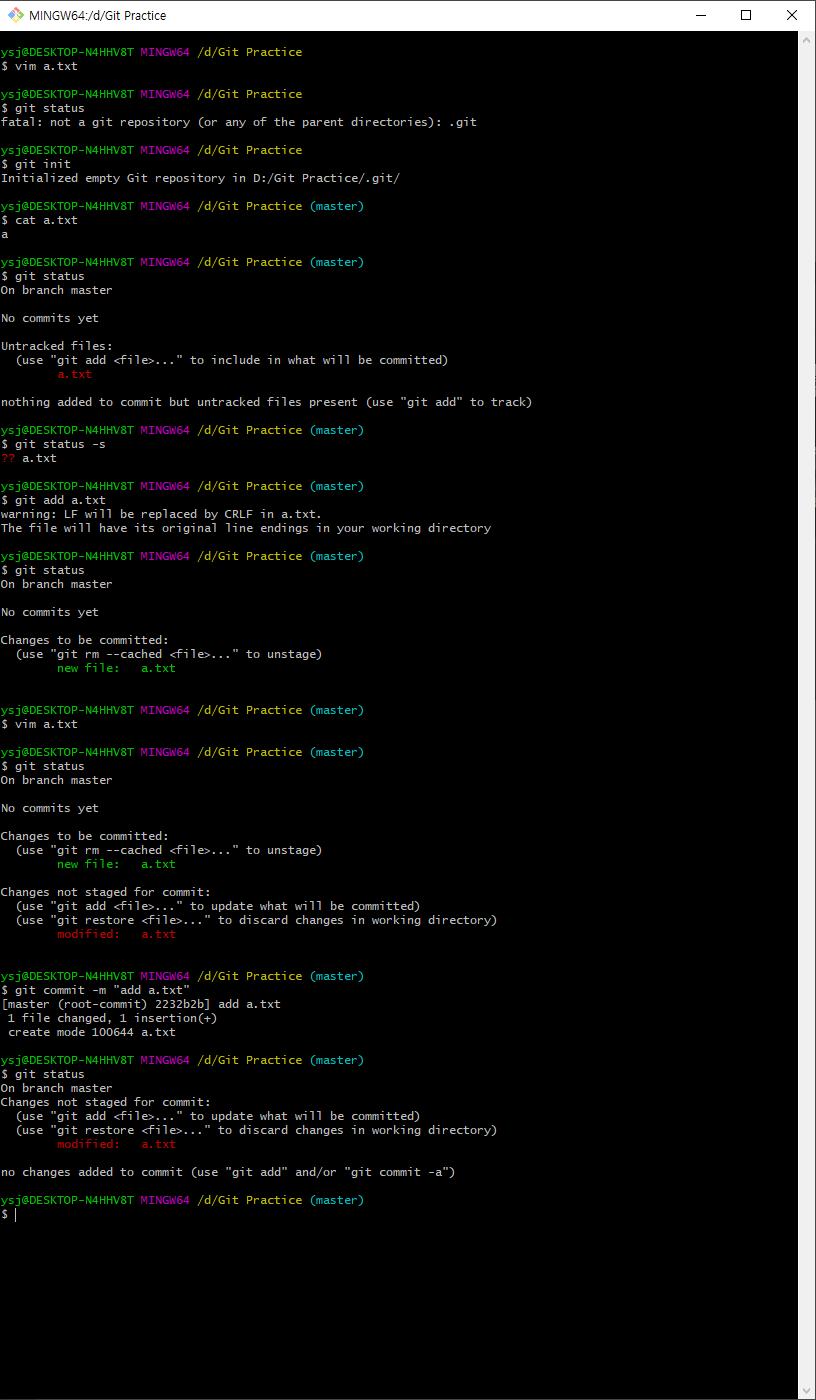 MINGW64:/d/Git Practice
ysj@DESKTOP-N4HHV8T MINGW64 /d/Git Practice
$ vim a.txt
ysj@DESKTOP-N4HHV8T MINGW64 /d/Git Practice
$ git status
fatal: not a git repository (or any of the parent directories): .git
ysj@DESKTOP-N4HHV8T MINGW64 /d/Git Practice
$ git init
Initialized empty Git repository in D:/Git Practice/.git/
ysj@DESKTOP-N4HHV8T MINGW64 /d/Git Practice (master)
$ cat a.txt
a
ysj@DESKTOP-N4HHV8T MINGW64 /d/Git Practice (master)
$ git status
On branch master
No commits yet
Untracked files:
  (use "git add <file>..." to include in what will be committed)
        a.txt
nothing added to commit but untracked files present (use "git add" to track)
ysj@DESKTOP-N4HHV8T MINGW64 /d/Git Practice (master)
$ git status -s
?? a.txt
ysj@DESKTOP-N4HHV8T MINGW64 /d/Git Practice (master)
$ git add a.txt
warning: LF will be replaced by CRLF in a.txt.
The file will have its original line endings in your working directory
ysj@DESKTOP-N4HHV8T MINGW64 /d/Git Practice (master)
$ git status
On branch master
No commits yet
Changes to be committed:
  (use "git rm --cached <file>..." to unstage)
        new file:   a.txt
ysj@DESKTOP-N4HHV8T MINGW64 /d/Git Practice (master)
$ vim a.txt
ysj@DESKTOP-N4HHV8T MINGW64 /d/Git Practice (master)
$ git status
On branch master
No commits yet
Changes to be committed:
  (use "git rm --cached <file>..." to unstage)
        new file:   a.txt
Changes not staged for commit:
  (use "git add <file>..." to update what will be committed)
  (use "git restore <file>..." to discard changes in working directory)
        modified:   a.txt
ysj@DESKTOP-N4HHV8T MINGW64 /d/Git Practice (master)
$ git commit -m "add a.txt"
[master (root-commit) 2232b2b] add a.txt
 1 file changed, 1 insertion(+)
 create mode 100644 a.txt
ysj@DESKTOP-N4HHV8T MINGW64 /d/Git Practice (master)
$ git status
On branch master
Changes not staged for commit:
  (use "git add <file>..." to update what will be committed)
  (use "git restore <file>..." to discard changes in working directory)
        modified:   a.txt
no changes added to commit (use "git add" and/or "git commit -a")
ysj@DESKTOP-N4HHV8T MINGW64 /d/Git Practice (master)
$